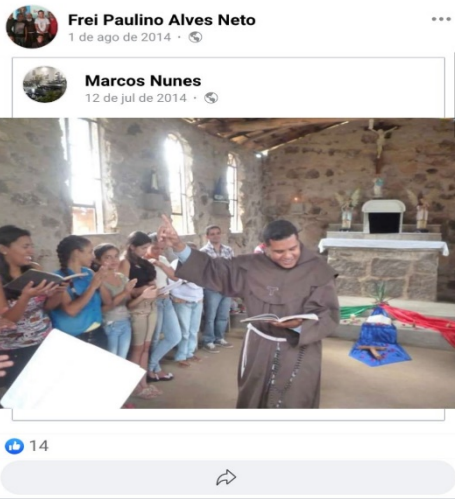 Frei Paulino Alves Neto
1 de ago de 2014 ·
Marcos Nunes
12 de jul de 2014 ·
14